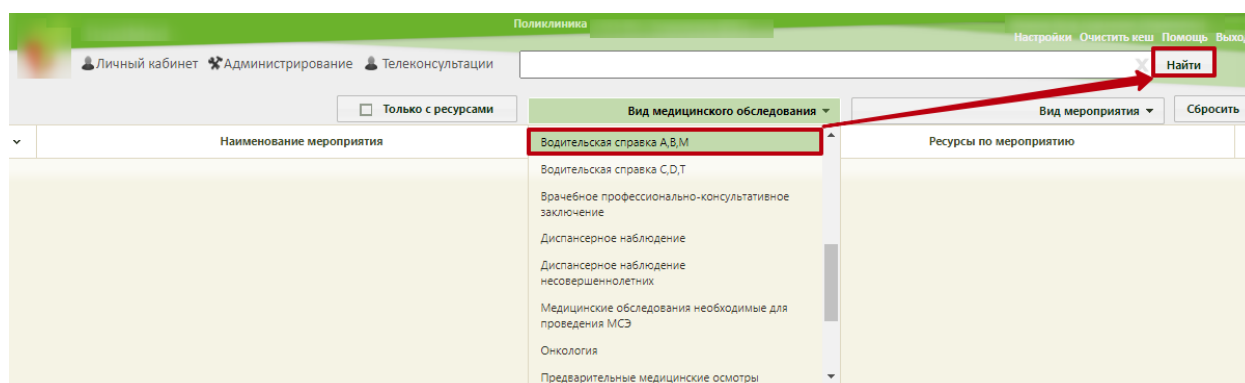 Поликлиника
Настройки Очистить кеш Помощь Выход
Личный кабинет Администрирование Телеконсультации Найти
Только с ресурсами Вид медицинского обследования Вид мероприятия Сбросить
Наименование мероприятия Ресурсы по мероприятию
Водительская справка А,В,М
Водительская справка C,D,T
Врачебное профессионально-консультативное
заключение
Диспансерное наблюдение
Диспансерное наблюдение
несовершеннолетних
Медицинские обследования необходимые для
проведения МСЭ
Онкология
Предварительные медицинские осмотры